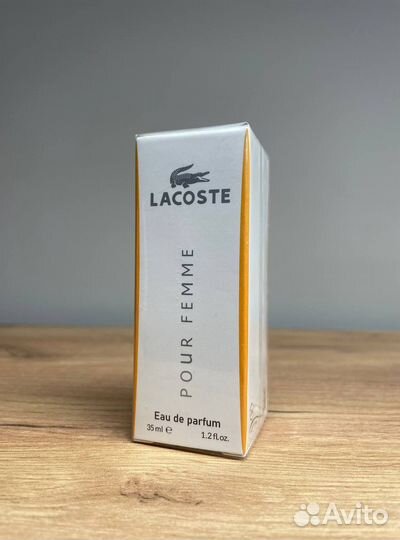 LACOSTE
POUR FEMME
Eau de parfum
35 ml ℮ 1.2 fl.oz.
Avito